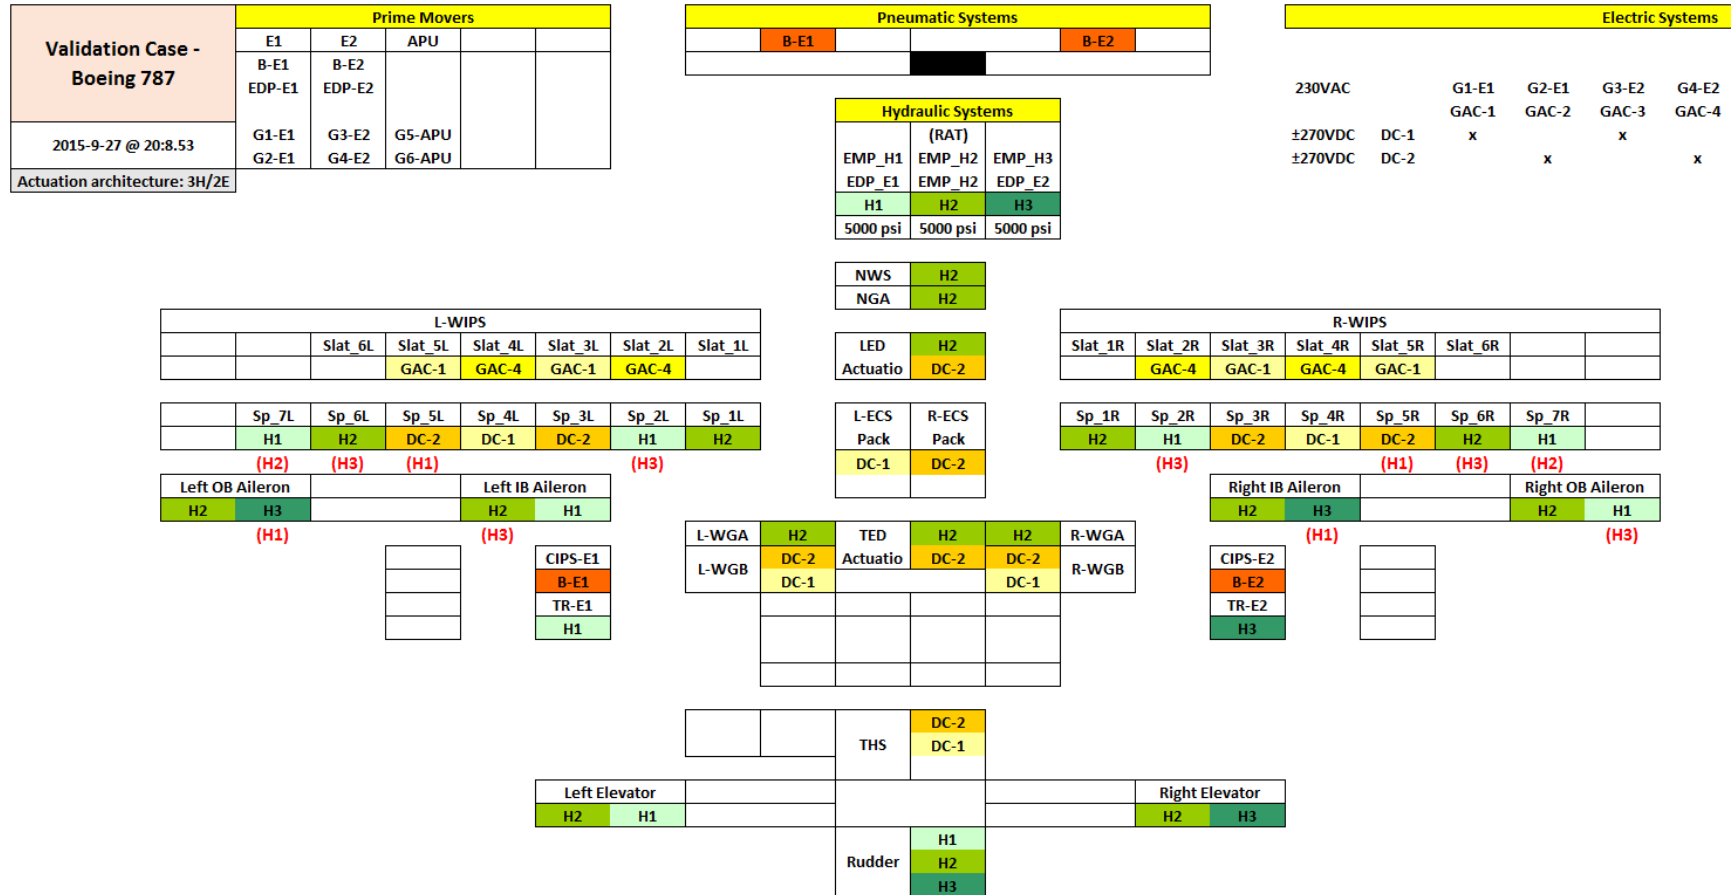 Validation Case -
Boeing 787
2015-9-27 @ 20:8.53
Actuation architecture: 3H/2E
Prime Movers
E1 E2 APU
B-E1 B-E2
EDP-E1 EDP-E2
G1-E1 G3-E2 G5-APU
G2-E1 G4-E2 G6-APU
Pneumatic Systems
B-E1 B-E2
Hydraulic Systems
(RAT)
EMP_H1 EMP_H2 EMP_H3
EDP_E1 EMP_H2 EDP_E2
H1 H2 H3
5000 psi 5000 psi 5000 psi
Electric Systems
230VAC G1-E1 G2-E1 G3-E2 G4-E2
GAC-1 GAC-2 GAC-3 GAC-4
±270VDC DC-1 x x
±270VDC DC-2 x x
NWS H2
NGA H2
L-WIPS
Slat_6L Slat_5L Slat_4L Slat_3L Slat_2L Slat_1L
GAC-1 GAC-4 GAC-1 GAC-4
LED H2
Actuatio DC-2
R-WIPS
Slat_1R Slat_2R Slat_3R Slat_4R Slat_5R Slat_6R
GAC-4 GAC-1 GAC-4 GAC-1
Sp_7L Sp_6L Sp_5L Sp_4L Sp_3L Sp_2L Sp_1L
H1 H2 DC-2 DC-1 DC-2 H1 H2
(H2) (H3) (H1) (H3)
L-ECS R-ECS
Pack Pack
DC-1 DC-2
Sp_1R Sp_2R Sp_3R Sp_4R Sp_5R Sp_6R Sp_7R
H2 H1 DC-2 DC-1 DC-2 H2 H1
(H3) (H1) (H3) (H2)
Left OB Aileron Left IB Aileron
H2 H3 H2 H1
(H1) (H3)
Right IB Aileron Right OB Aileron
H2 H3 H2 H1
(H1) (H3)
CIPS-E1
B-E1
TR-E1
H1
L-WGA H2 TED H2 H2 R-WGA
L-WGB DC-2 Actuatio DC-2 DC-2 R-WGB
DC-1 DC-1
CIPS-E2
B-E2
TR-E2
H3
THS DC-2
DC-1
Left Elevator Right Elevator
H2 H1 H2 H3
H1
Rudder H2
H3